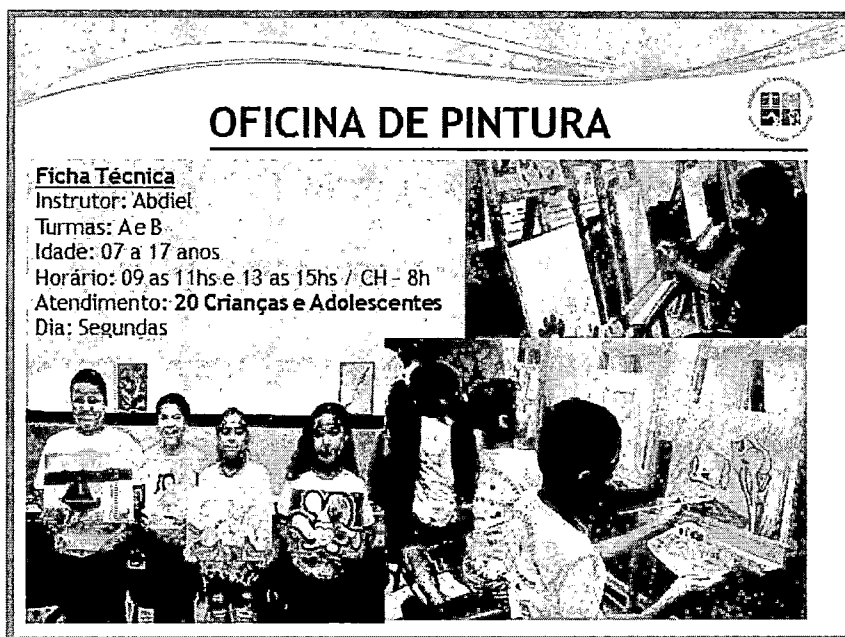 OFICINA DE PINTURA
Ficha Técnica
Instrutor: Abdiel
Turmas: A e B
Idade: 07 a 17 anos
Horário: 09 as 11hs e 13 as 15hs / CH - 8h
Atendimento: 20 Crianças e Adolescentes
Dia: Segundas